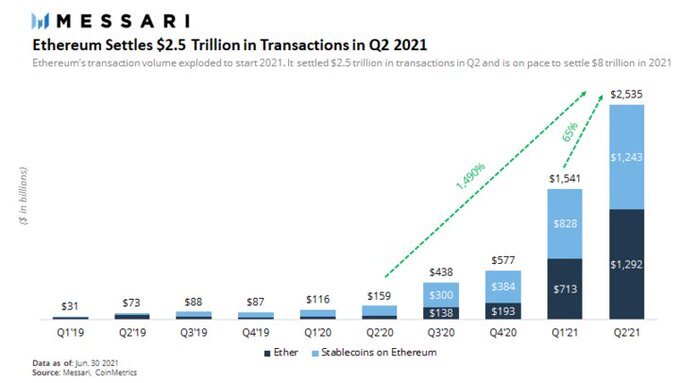 MESSARI
Ethereum Settles $2.5 Trillion in Transactions in Q2 2021
Ethereum's transaction volume exploded to start 2021. It settled $2.5 trillion in transactions in Q2 and is on pace to settle $8 trillion in 2021
($ in billions)
$31
$73
$88
$87
$116
$159
$438
$300
$138
$577
$384
$193
$1,541
$828
$713
$2,535
$1,243
$1,292
1,490%
65%
Q1'19
Q2'19
Q3'19
Q4'19
Q1'20
Q2'20
Q3'20
Q4'20
Q1'21
Q2'21
Ether
Stablecoins on Ethereum
Data as of: Jun. 30 2021
Source: Messari, CoinMetrics